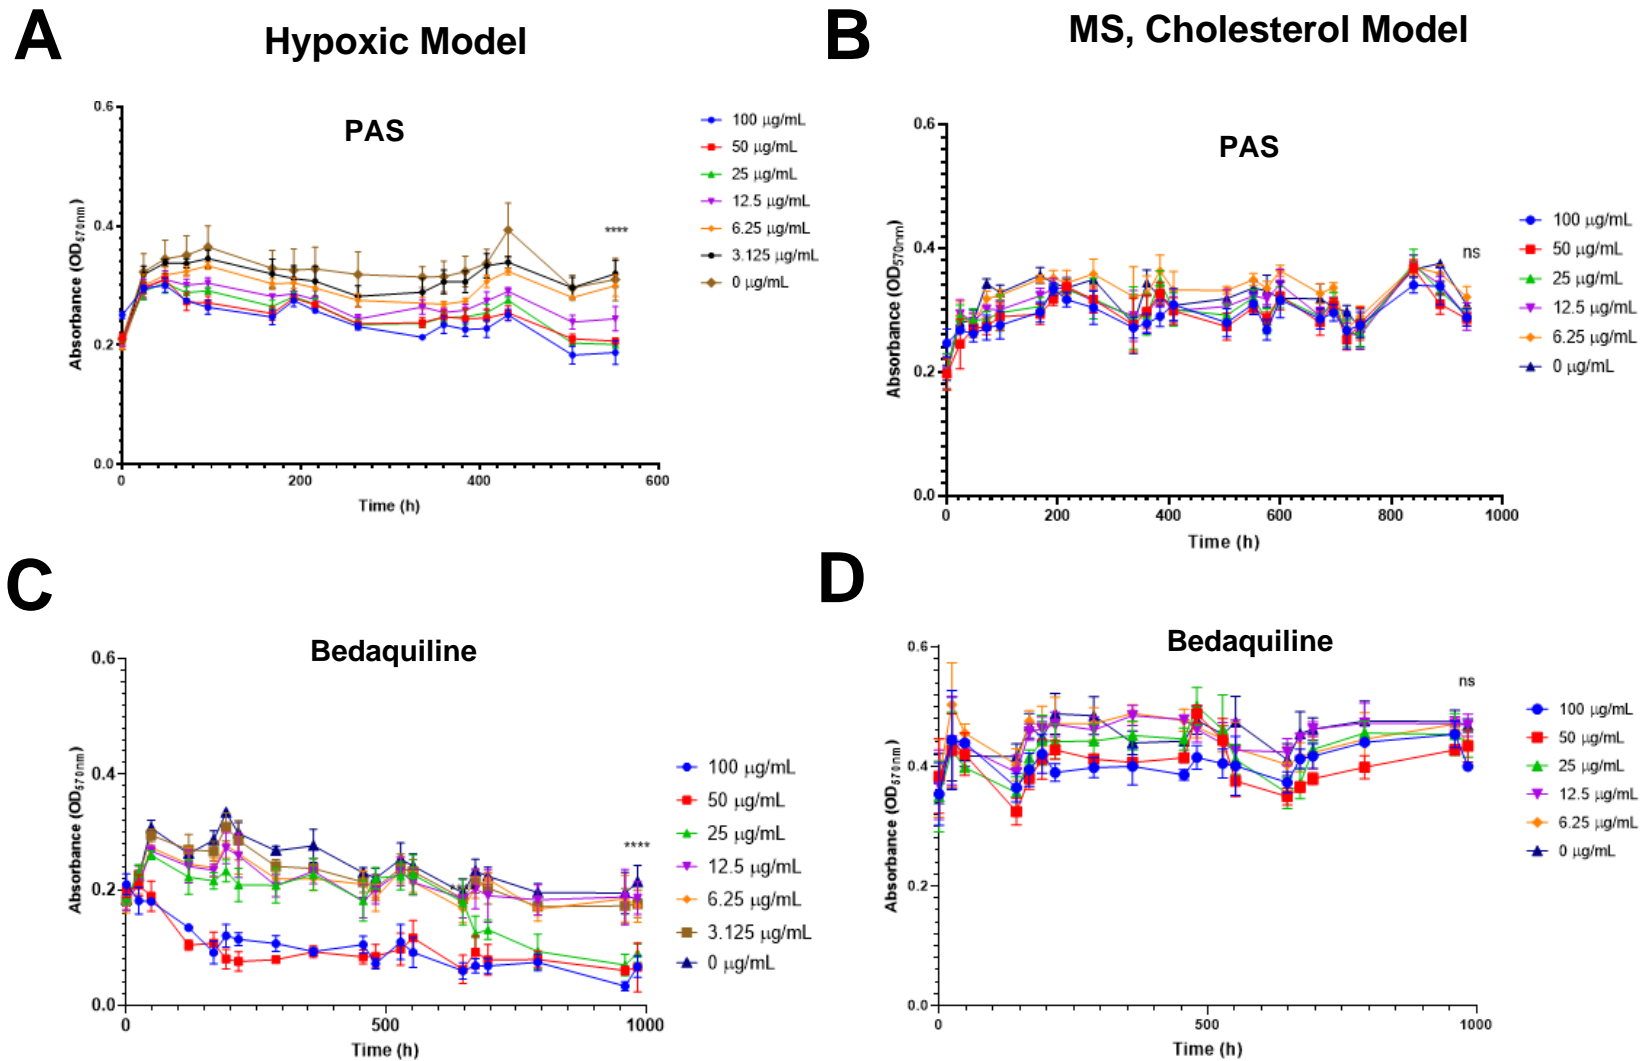 A
Hypoxic Model
B
MS, Cholesterol Model
PAS
0.6
0.4
0.2
0.0
Absorbance (OD570nm)
0
200
400
600
Time (h)
****
100 µg/mL
50 µg/mL
25 µg/mL
12.5 µg/mL
6.25 µg/mL
3.125 µg/mL
0 µg/mL
PAS
0.6
0.4
0.2
0.0
Absorbance (OD570nm)
0
200
400
600
800
1000
Time (h)
ns
100 µg/mL
50 µg/mL
25 µg/mL
12.5 µg/mL
6.25 µg/mL
0 µg/mL
C
D
Bedaquiline
0.6
0.4
0.2
0.0
Absorbance (OD570nm)
0
500
1000
Time (h)
****
100 µg/mL
50 µg/mL
25 µg/mL
12.5 µg/mL
6.25 µg/mL
3.125 µg/mL
0 µg/mL
Bedaquiline
0.6
0.4
0.2
0.0
Absorbance (OD570nm)
0
500
1000
Time (h)
ns
100 µg/mL
50 µg/mL
25 µg/mL
12.5 µg/mL
6.25 µg/mL
0 µg/mL